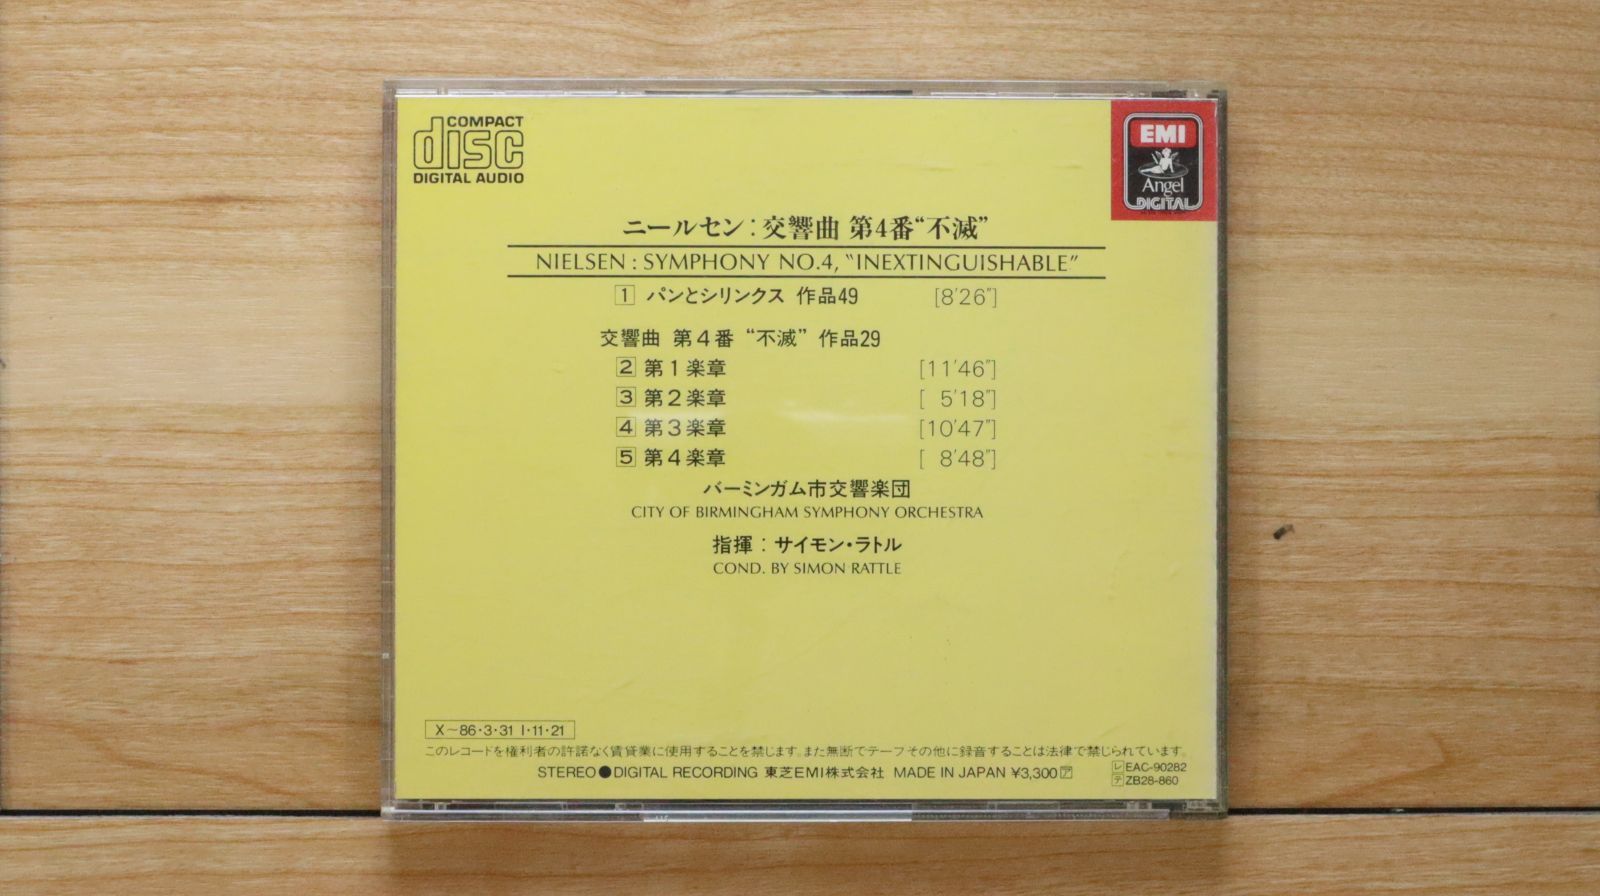 COMPACT
disc
DIGITAL AUDIO
EMI
Angel
DIGITAL
ニールセン：交響曲 第4番“不滅”
NIELSEN : SYMPHONY NO.4, “INEXTINGUISHABLE”
1 パンとシリンクス 作品49 [8'26"]
交響曲 第4番 “不滅” 作品29
2 第1楽章 [11'46"]
3 第2楽章 [ 5'18"]
4 第3楽章 [10'47"]
5 第4楽章 [ 8'48"]
バーミンガム市交響楽団
CITY OF BIRMINGHAM SYMPHONY ORCHESTRA
指揮：サイモン・ラトル
COND. BY SIMON RATTLE
X～86・3・31 I・11・21
このレコードを権利者の許諾なく賃貸業に使用することを禁じます。また無断でテープその他に録音することは法律で禁じられています。
STEREO●DIGITAL RECORDING 東芝EMI株式会社 MADE IN JAPAN ¥3,300 ア
レ EAC-90282
テ ZB28-860